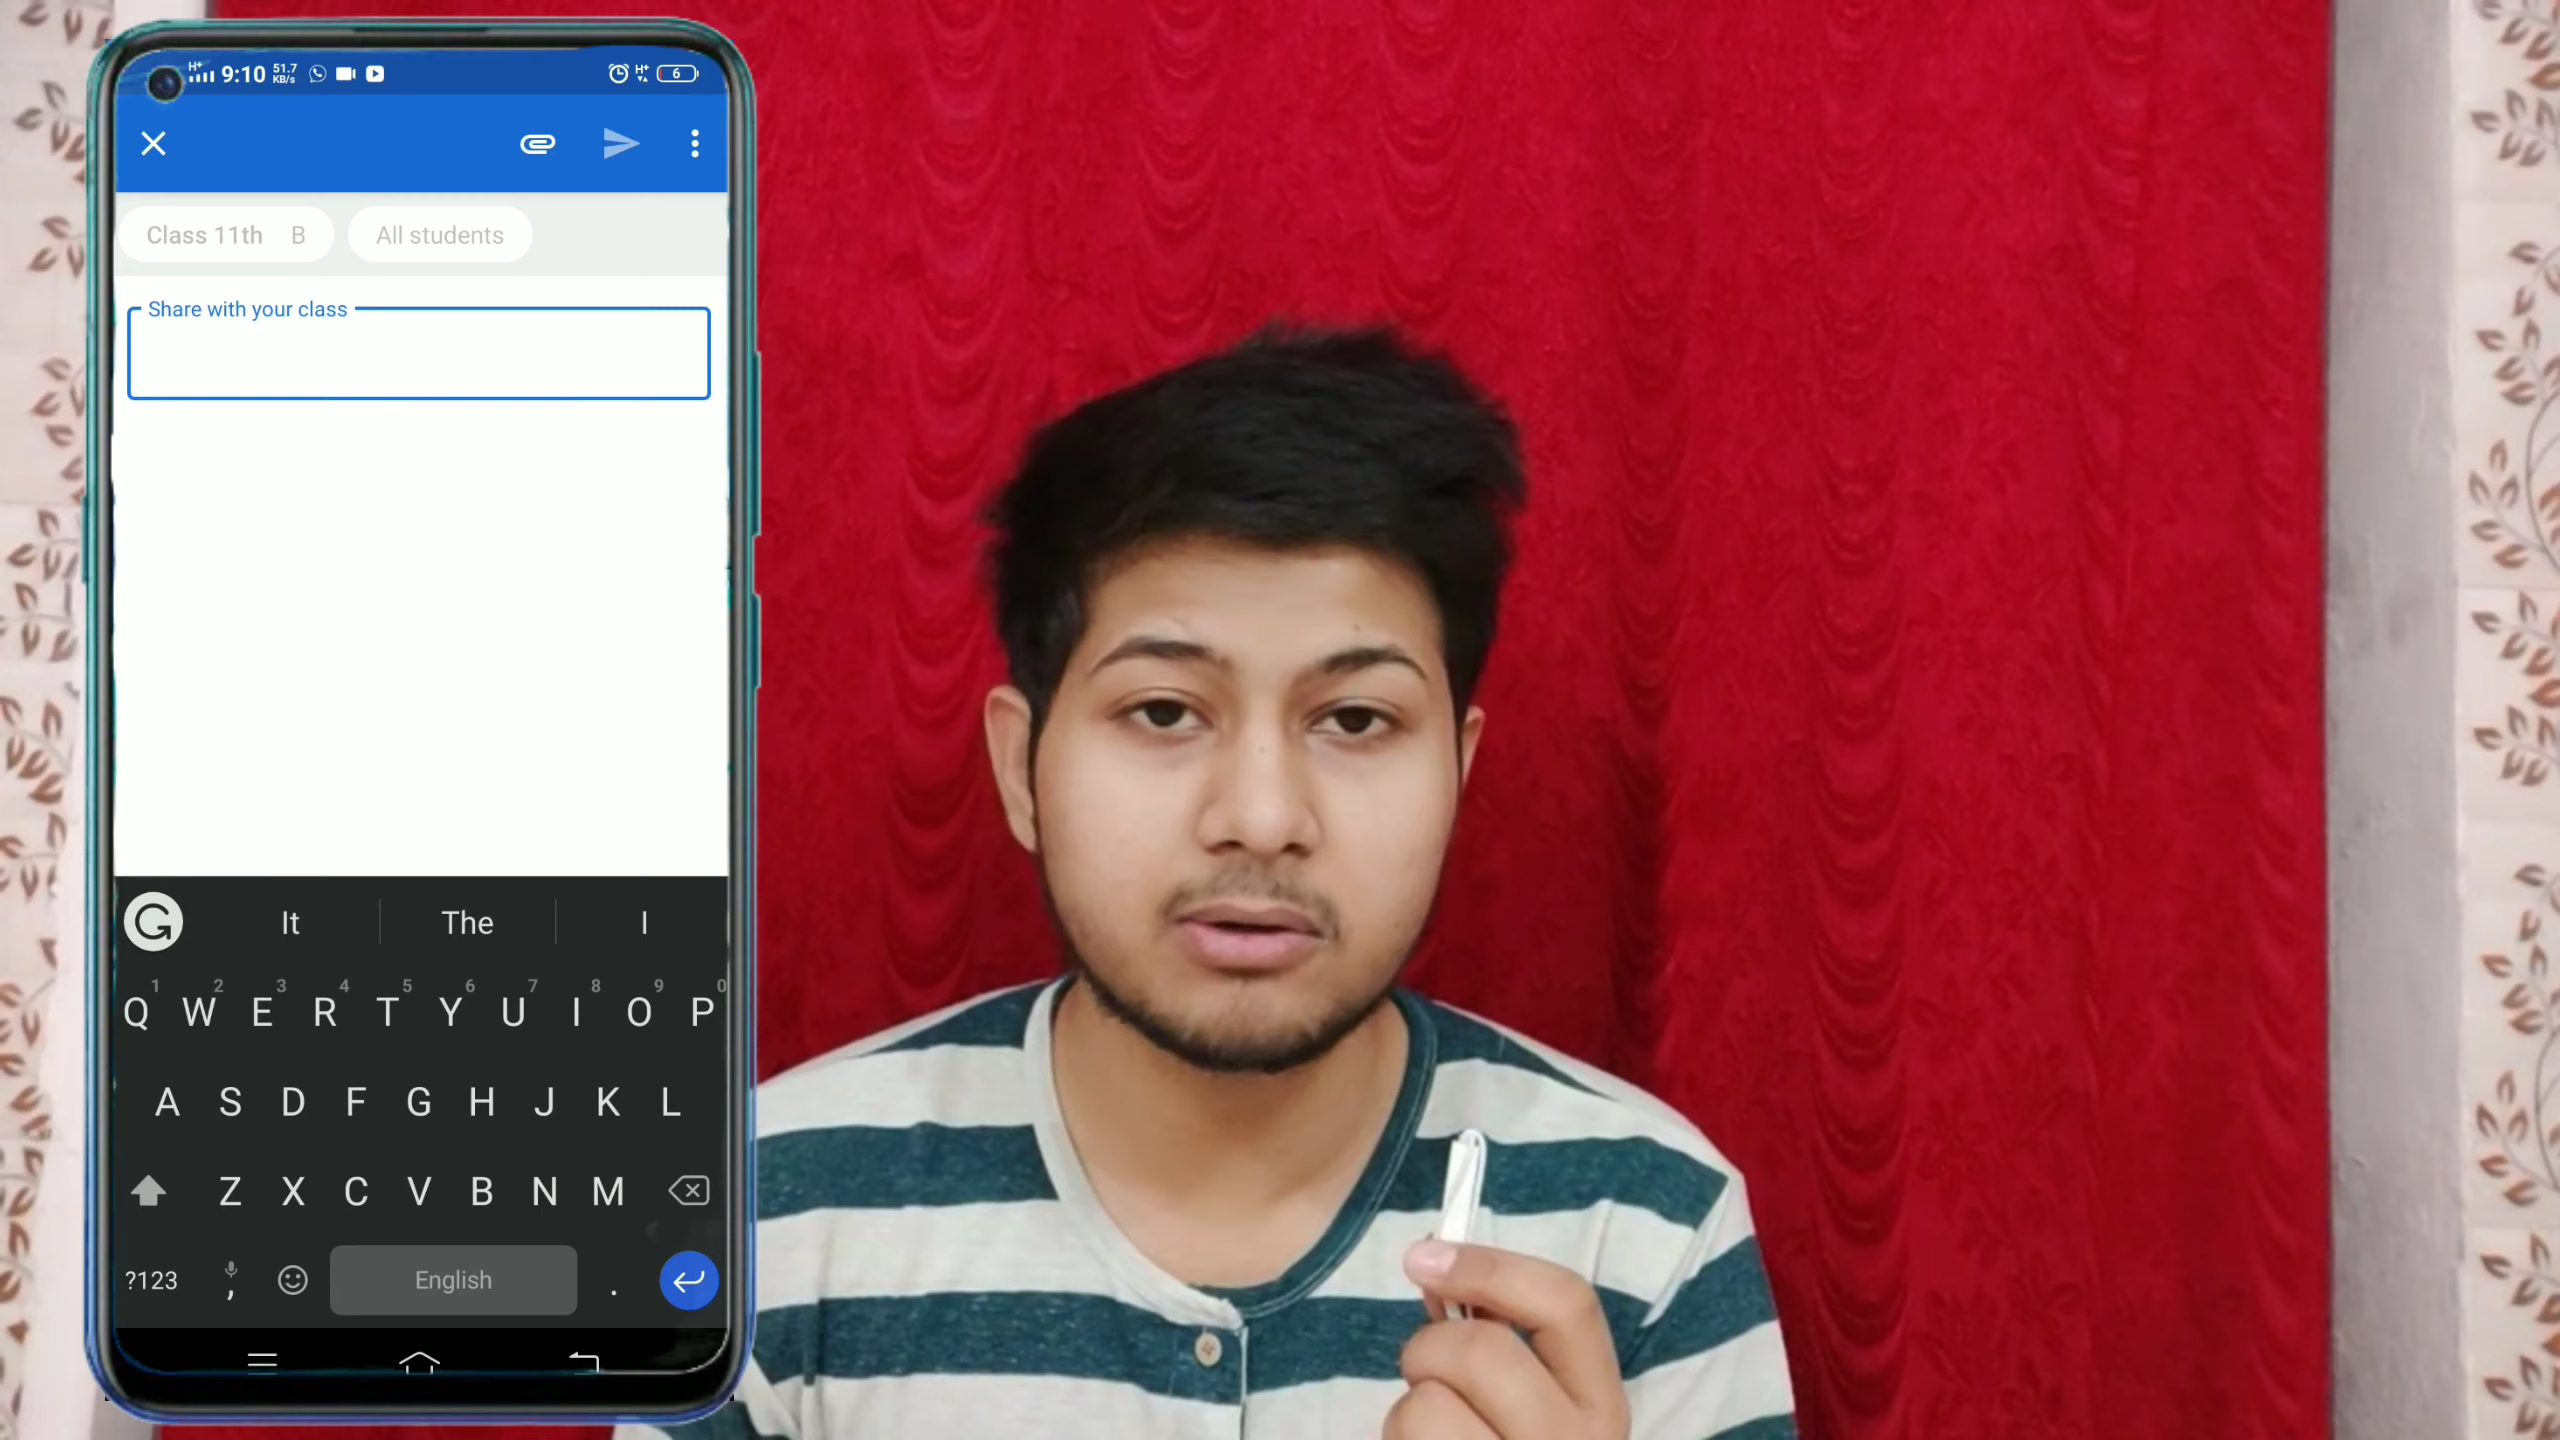 H+ 9:10 51.7 KB/s H+ 6
Class 11th B All students
Share with your class
G It The I
1 2 3 4 5 6 7 8 9 0
Q W E R T Y U I O P
A S D F G H J K L
Z X C V B N M
?123 , English .